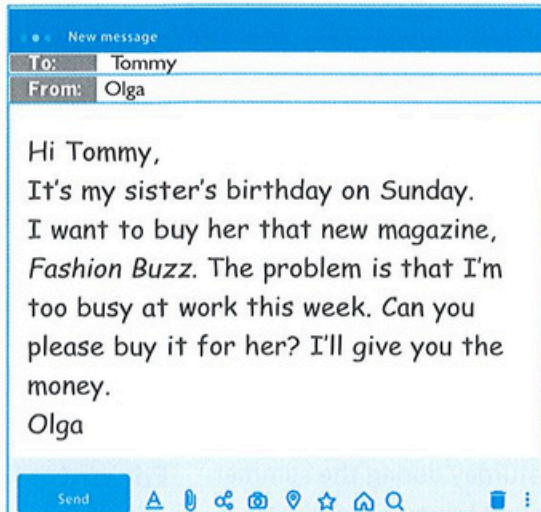 New message
To: Tommy
From: Olga
Hi Tommy,
It's my sister's birthday on Sunday.
I want to buy her that new magazine,
Fashion Buzz. The problem is that I'm
too busy at work this week. Can you
please buy it for her? I'll give you the
money.
Olga
Send